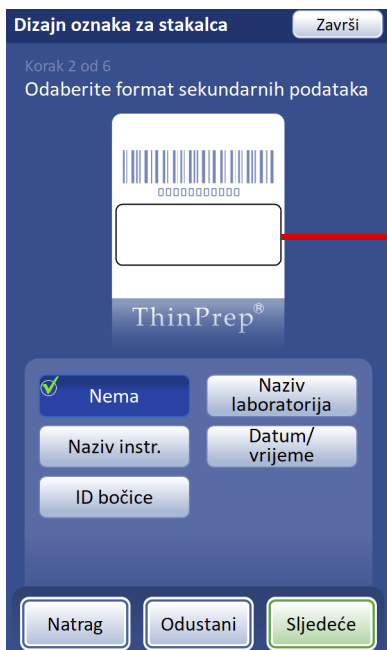 Dizajn oznaka za stakalca
Završi
Korak 2 od 6
Odaberite format sekundarnih podataka
00000000000
ThinPrep®
Nema
Naziv
laboratorija
Naziv instr.
Datum/
vrijeme
ID bočice
Natrag
Odustani
Sljedeće